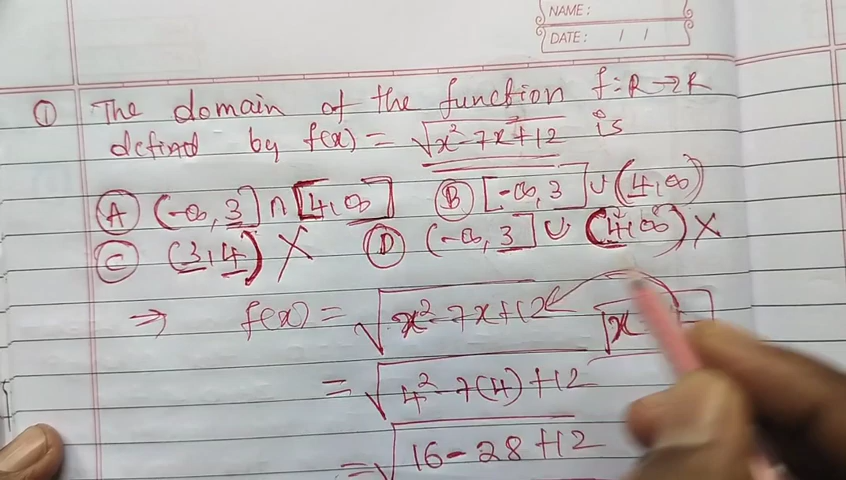 NAME:
DATE: / /
① The domain of the function f:R→R
defined by f(x) = √x²-7x+12 is
Ⓐ (-∞, 3] ∩ [4, ∞] Ⓑ [-∞, 3] ∪ (4, ∞)
Ⓒ (3, 4) X Ⓓ (-∞, 3] ∪ (4, ∞) X
⇒ f(x) = √x²-7x+12 √x
= √4²-7(4)+12
= √16-28+12